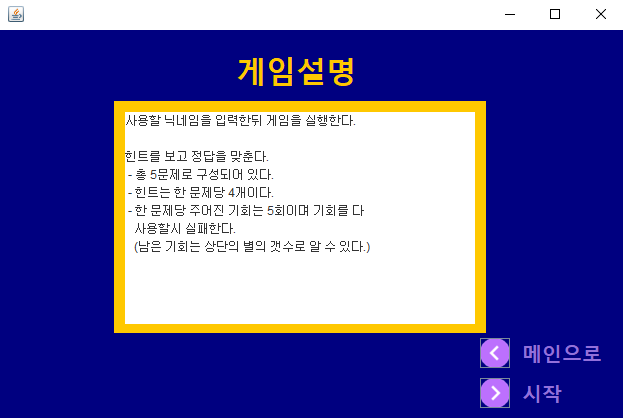 게임설명
사용할 닉네임을 입력한뒤 게임을 실행한다.
힌트를 보고 정답을 맞춘다.
- 총 5문제로 구성되어 있다.
- 힌트는 한 문제당 4개이다.
- 한 문제당 주어진 기회는 5회이며 기회를 다
사용할시 실패한다.
(남은 기회는 상단의 별의 갯수로 알 수 있다.)
메인으로
시작